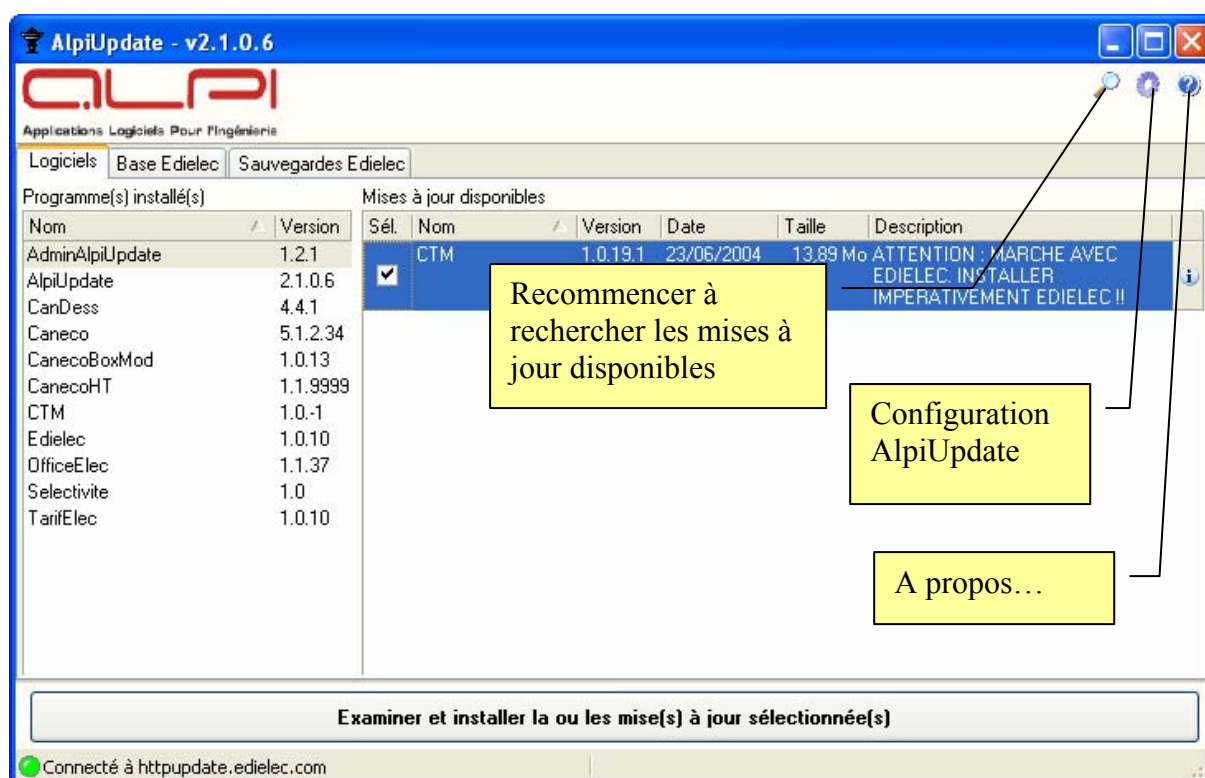 AlpiUpdate - v2.1.0.6
ALPI
Applications Logiciels Pour l'Ingénierie
Logiciels Base Edielec Sauvegardes Edielec
Programme(s) installé(s) Mises à jour disponibles
Nom Version Sél. Nom Version Date Taille Description
AdminAlpiUpdate 1.2.1
AlpiUpdate 2.1.0.6
CanDess 4.4.1
Caneco 5.1.2.34
CanecoBoxMod 1.0.13
CanecoHT 1.1.9999
CTM 1.0.-1
Edielec 1.0.10
OfficeElec 1.1.37
Selectivite 1.0
TarifElec 1.0.10
CTM 1.0.19.1 23/06/2004 13,89 Mo ATTENTION : MARCHE AVEC
EDIELEC. INSTALLER
IMPERATIVEMENT EDIELEC !!
Recommencer à
rechercher les mises à
jour disponibles
Configuration
AlpiUpdate
A propos…
Examiner et installer la ou les mise(s) à jour sélectionnée(s)
Connecté à httpupdate.edielec.com